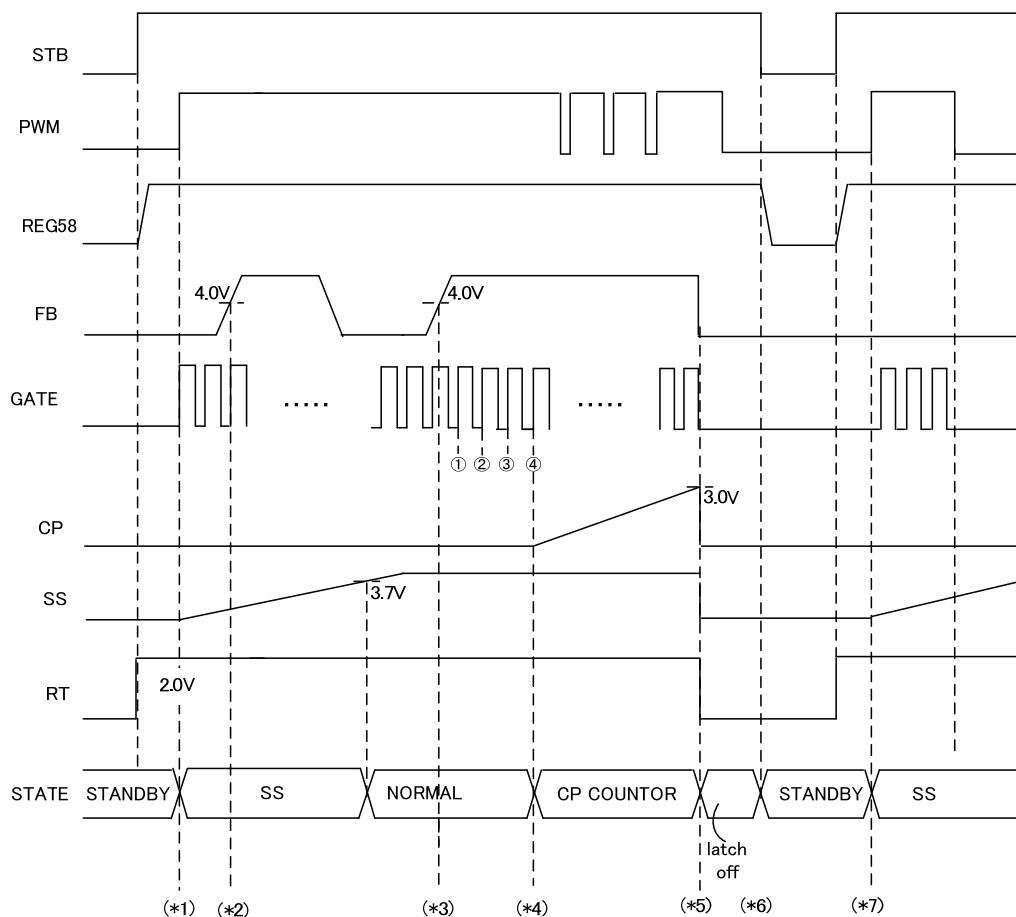 STB
PWM
REG58
4.0V
4.0V
FB
GATE
.....
.....
① ② ③ ④
3.0V
CP
3.7V
SS
2.0V
RT
STATE STANDBY SS NORMAL CP COUNTOR STANDBY SS
latch
off
(*1) (*2) (*3) (*4) (*5) (*6) (*7)